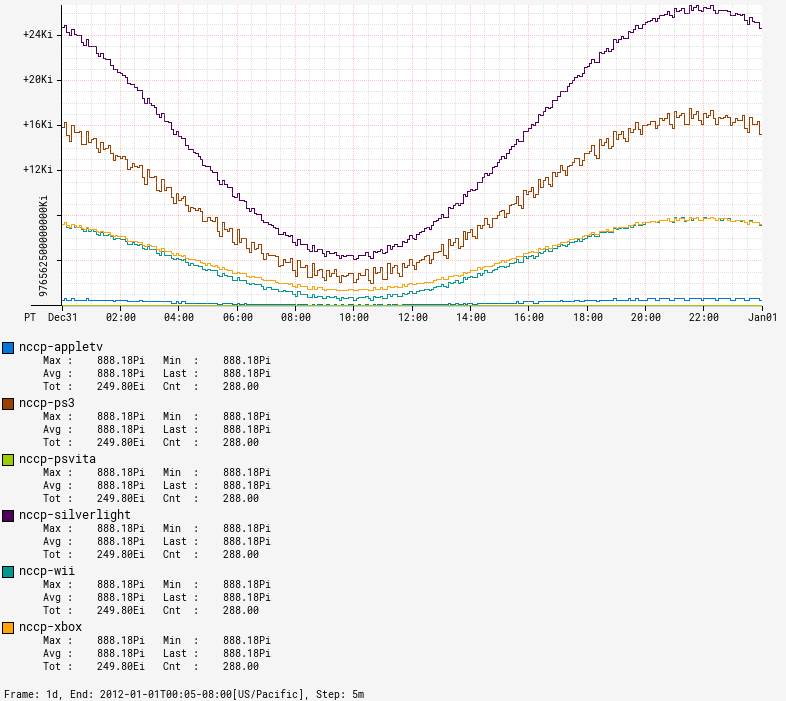 +24Ki
+20Ki
+16Ki
+12Ki
976562500000000Ki
PT Dec31 02:00 04:00 06:00 08:00 10:00 12:00 14:00 16:00 18:00 20:00 22:00 Jan01
nccp-appletv
Max : 888.18Pi Min : 888.18Pi
Avg : 888.18Pi Last : 888.18Pi
Tot : 249.80Ei Cnt : 288.00
nccp-ps3
Max : 888.18Pi Min : 888.18Pi
Avg : 888.18Pi Last : 888.18Pi
Tot : 249.80Ei Cnt : 288.00
nccp-psvita
Max : 888.18Pi Min : 888.18Pi
Avg : 888.18Pi Last : 888.18Pi
Tot : 249.80Ei Cnt : 288.00
nccp-silverlight
Max : 888.18Pi Min : 888.18Pi
Avg : 888.18Pi Last : 888.18Pi
Tot : 249.80Ei Cnt : 288.00
nccp-wii
Max : 888.18Pi Min : 888.18Pi
Avg : 888.18Pi Last : 888.18Pi
Tot : 249.80Ei Cnt : 288.00
nccp-xbox
Max : 888.18Pi Min : 888.18Pi
Avg : 888.18Pi Last : 888.18Pi
Tot : 249.80Ei Cnt : 288.00
Frame: 1d, End: 2012-01-01T00:05-08:00[US/Pacific], Step: 5m